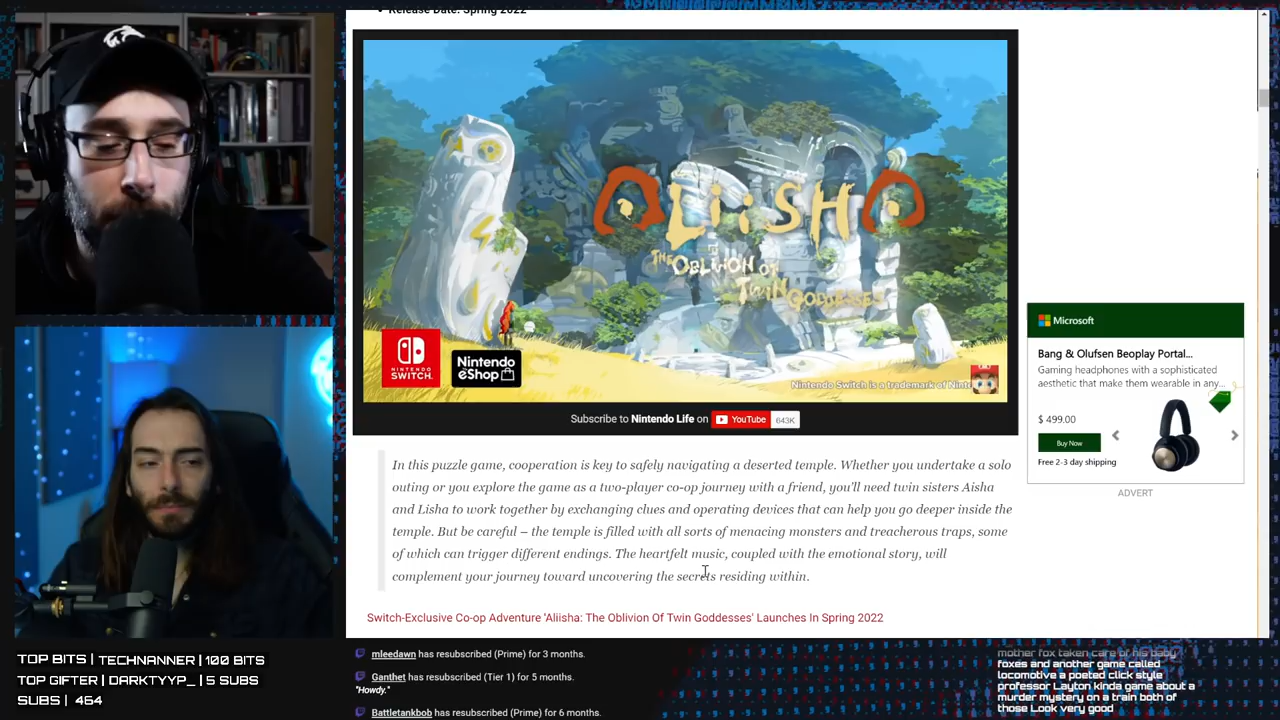 Release Date: Spring 2022
ALiiSHA
THE OBLIVION OF
TWIN GODDESSES
NINTENDO
SWITCH
Nintendo
eShop
Nintendo Switch is a trademark of
Subscribe to Nintendo Life on YouTube 643K
In this puzzle game, cooperation is key to safely navigating a deserted temple. Whether you undertake a solo
outing or you explore the game as a two-player co-op journey with a friend, you'll need twin sisters Aisha
and Lisha to work together by exchanging clues and operating devices that can help you go deeper inside the
temple. But be careful – the temple is filled with all sorts of menacing monsters and treacherous traps, some
of which can trigger different endings. The heartfelt music, coupled with the emotional story, will
complement your journey toward uncovering the secrets residing within.
Switch-Exclusive Co-op Adventure 'Aliisha: The Oblivion Of Twin Goddesses' Launches In Spring 2022
Microsoft
Bang & Olufsen Beoplay Portal...
Gaming headphones with a sophisticated
aesthetic that make them wearable in any...
$ 499.00
Buy Now
Free 2-3 day shipping
ADVERT
TOP BITS | TECHNANNER | 100 BITS
TOP GIFTER | DARKTYYP_ | 5 SUBS
SUBS | 464
mleedawn has resubscribed (Prime) for 3 months.
Ganthet has resubscribed (Tier 1) for 5 months.
"Howdy."
Battletankbob has resubscribed (Prime) for 6 months.
mother fox taken care of his baby
foxes and another game called
locomotive a poeted click style
professor Layton kinda game about a
murder mystery on a train both of
those Look very good